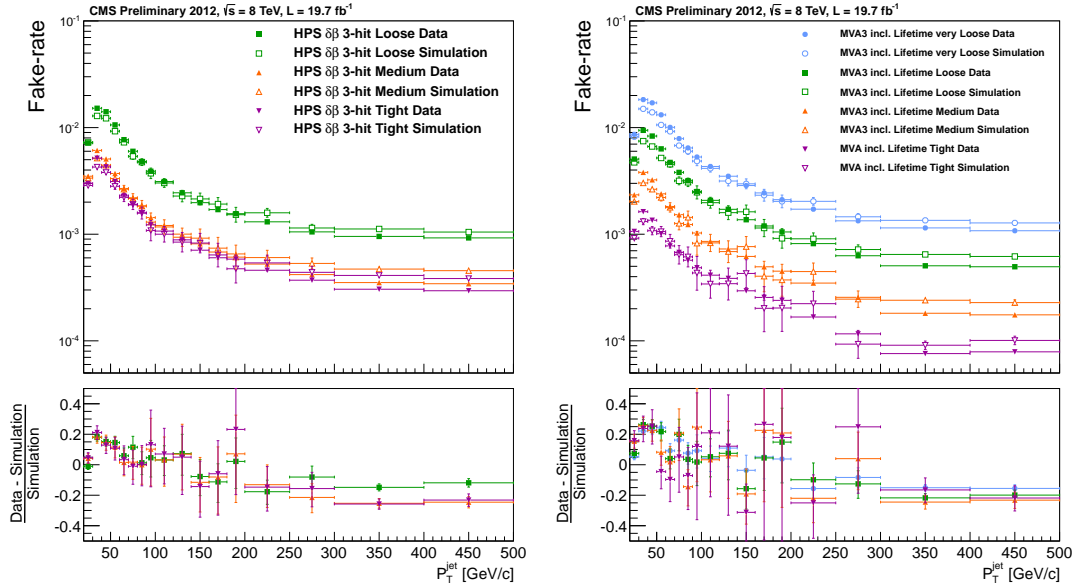 CMS Preliminary 2012, √s = 8 TeV, L = 19.7 fb⁻¹
Fake-rate
10⁻¹
10⁻²
10⁻³
10⁻⁴
HPS δβ 3-hit Loose Data
HPS δβ 3-hit Loose Simulation
HPS δβ 3-hit Medium Data
HPS δβ 3-hit Medium Simulation
HPS δβ 3-hit Tight Data
HPS δβ 3-hit Tight Simulation
Data - Simulation
Simulation
0.4
0.2
0
-0.2
-0.4
50 100 150 200 250 300 350 400 450 500
P_T^jet [GeV/c]
CMS Preliminary 2012, √s = 8 TeV, L = 19.7 fb⁻¹
Fake-rate
10⁻¹
10⁻²
10⁻³
10⁻⁴
MVA3 incl. Lifetime very Loose Data
MVA3 incl. Lifetime very Loose Simulation
MVA3 incl. Lifetime Loose Data
MVA3 incl. Lifetime Loose Simulation
MVA3 incl. Lifetime Medium Data
MVA3 incl. Lifetime Medium Simulation
MVA incl. Lifetime Tight Data
MVA incl. Lifetime Tight Simulation
Data - Simulation
Simulation
0.4
0.2
0
-0.2
-0.4
50 100 150 200 250 300 350 400 450 500
P_T^jet [GeV/c]